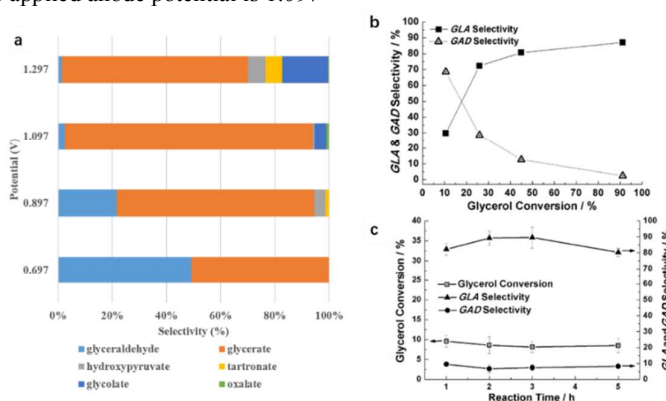 applied anode potential is 1.097
a
1.297
1.097
0.897
0.697
Potential (V)
0% 20% 40% 60% 80% 100%
Selectivity (%)
glyceraldehyde glycerate
hydroxypyruvate tartronate
glycolate oxalate
b
GLA Selectivity
GAD Selectivity
GLA & GAD Selectivity / %
100
90
80
70
60
50
40
30
20
10
0
0 10 20 30 40 50 60 70 80 90 100
Glycerol Conversion / %
c
Glycerol Conversion / %
40
35
30
25
20
15
10
5
0
Glycerol Conversion
GLA Selectivity
GAD Selectivity
100
90
80
70
60
50
40
30
20
10
0
GLA and GAD Selectivity / %
1 2 3 4 5
Reaction Time / h